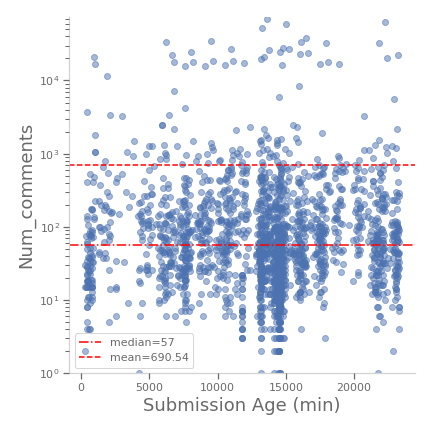 Num_comments
10⁴
10³
10²
10¹
10⁰
median=57
mean=690.54
0
5000
10000
15000
20000
Submission Age (min)